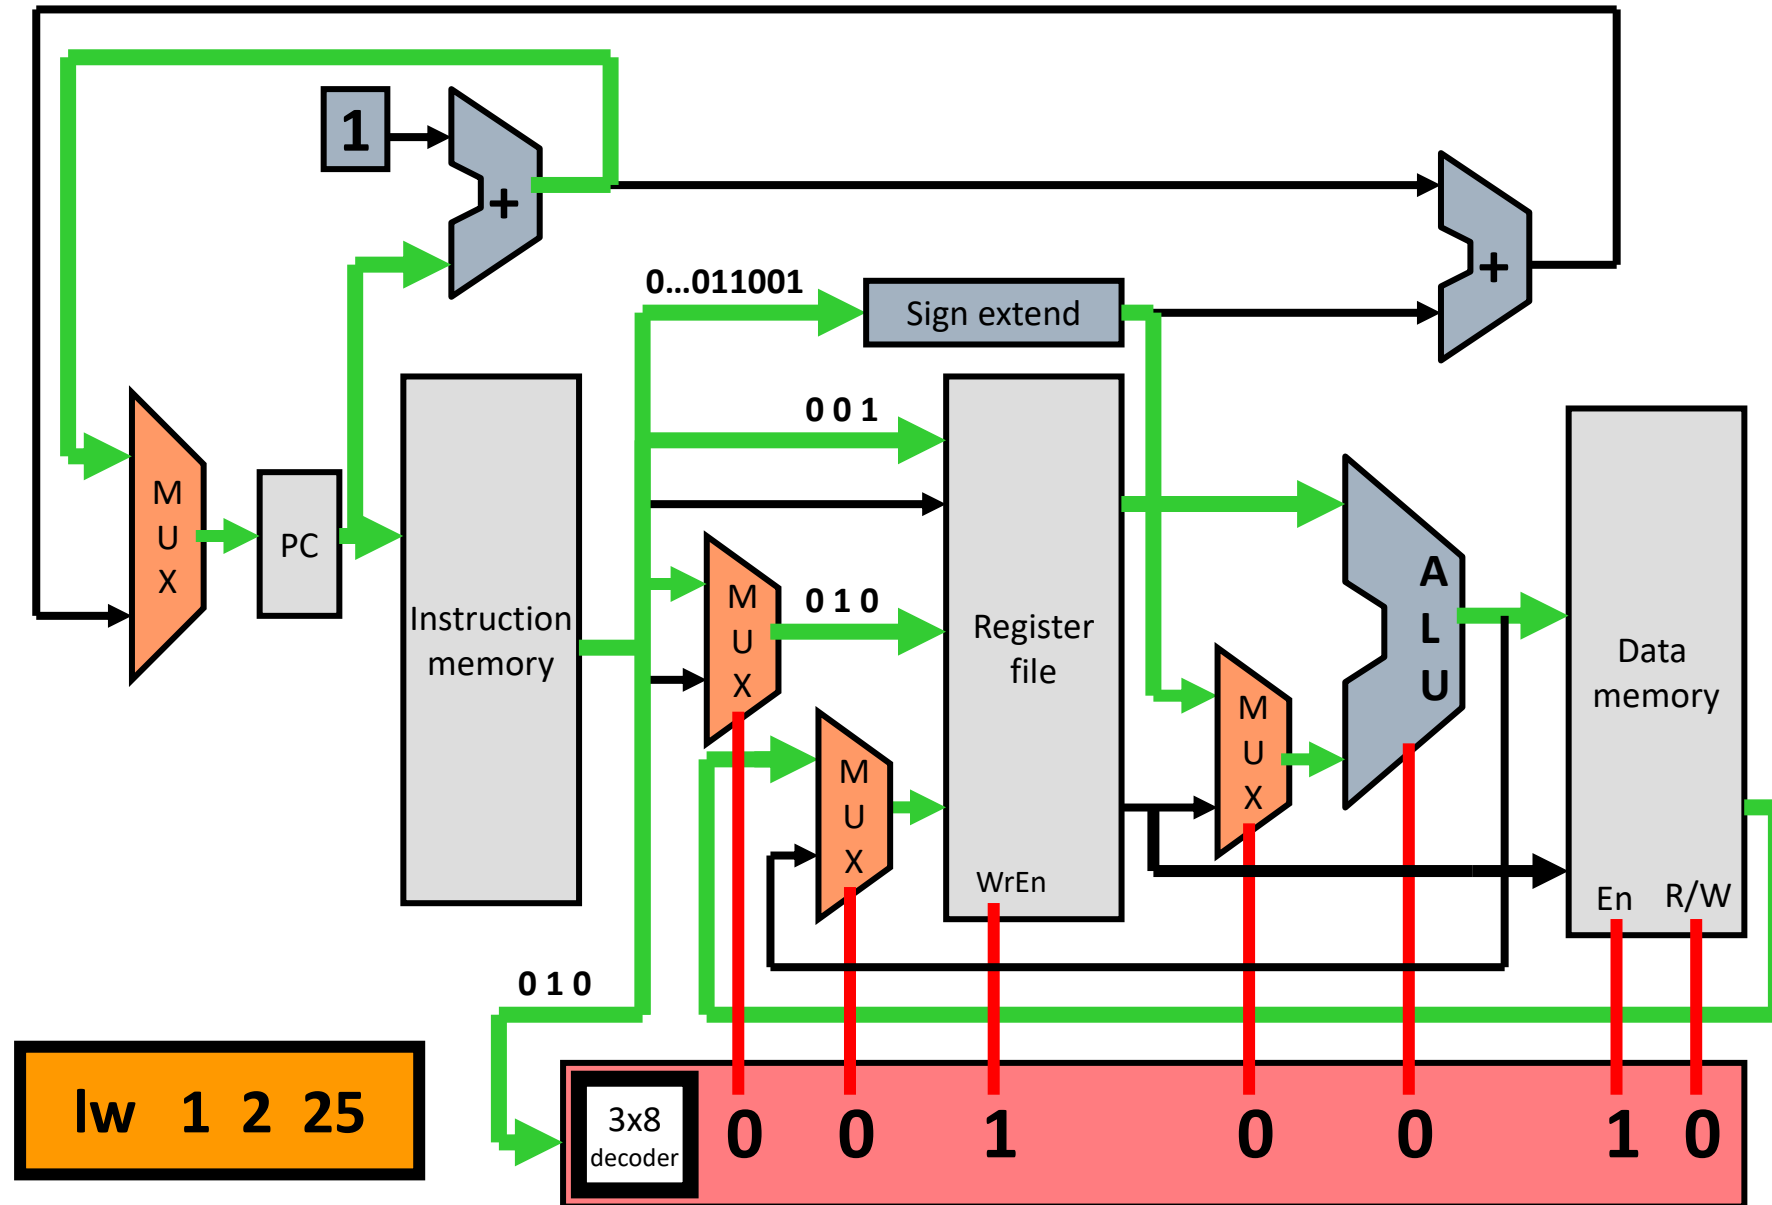 1
+
+
0...011001
Sign extend
0 0 1
M
U
X
PC
Instruction
memory
M
U
X
0 1 0
Register
file
WrEn
M
U
X
M
U
X
A
L
U
Data
memory
En R/W
0 1 0
lw 1 2 25
3x8
decoder
0 0 1 0 0 1 0